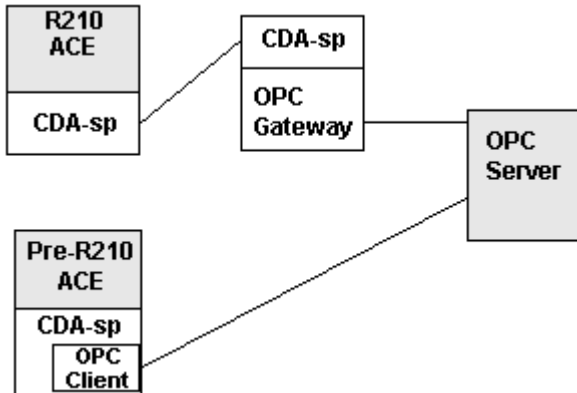 R210
ACE
CDA-sp
CDA-sp
OPC
Gateway
OPC
Server
Pre-R210
ACE
CDA-sp
OPC
Client